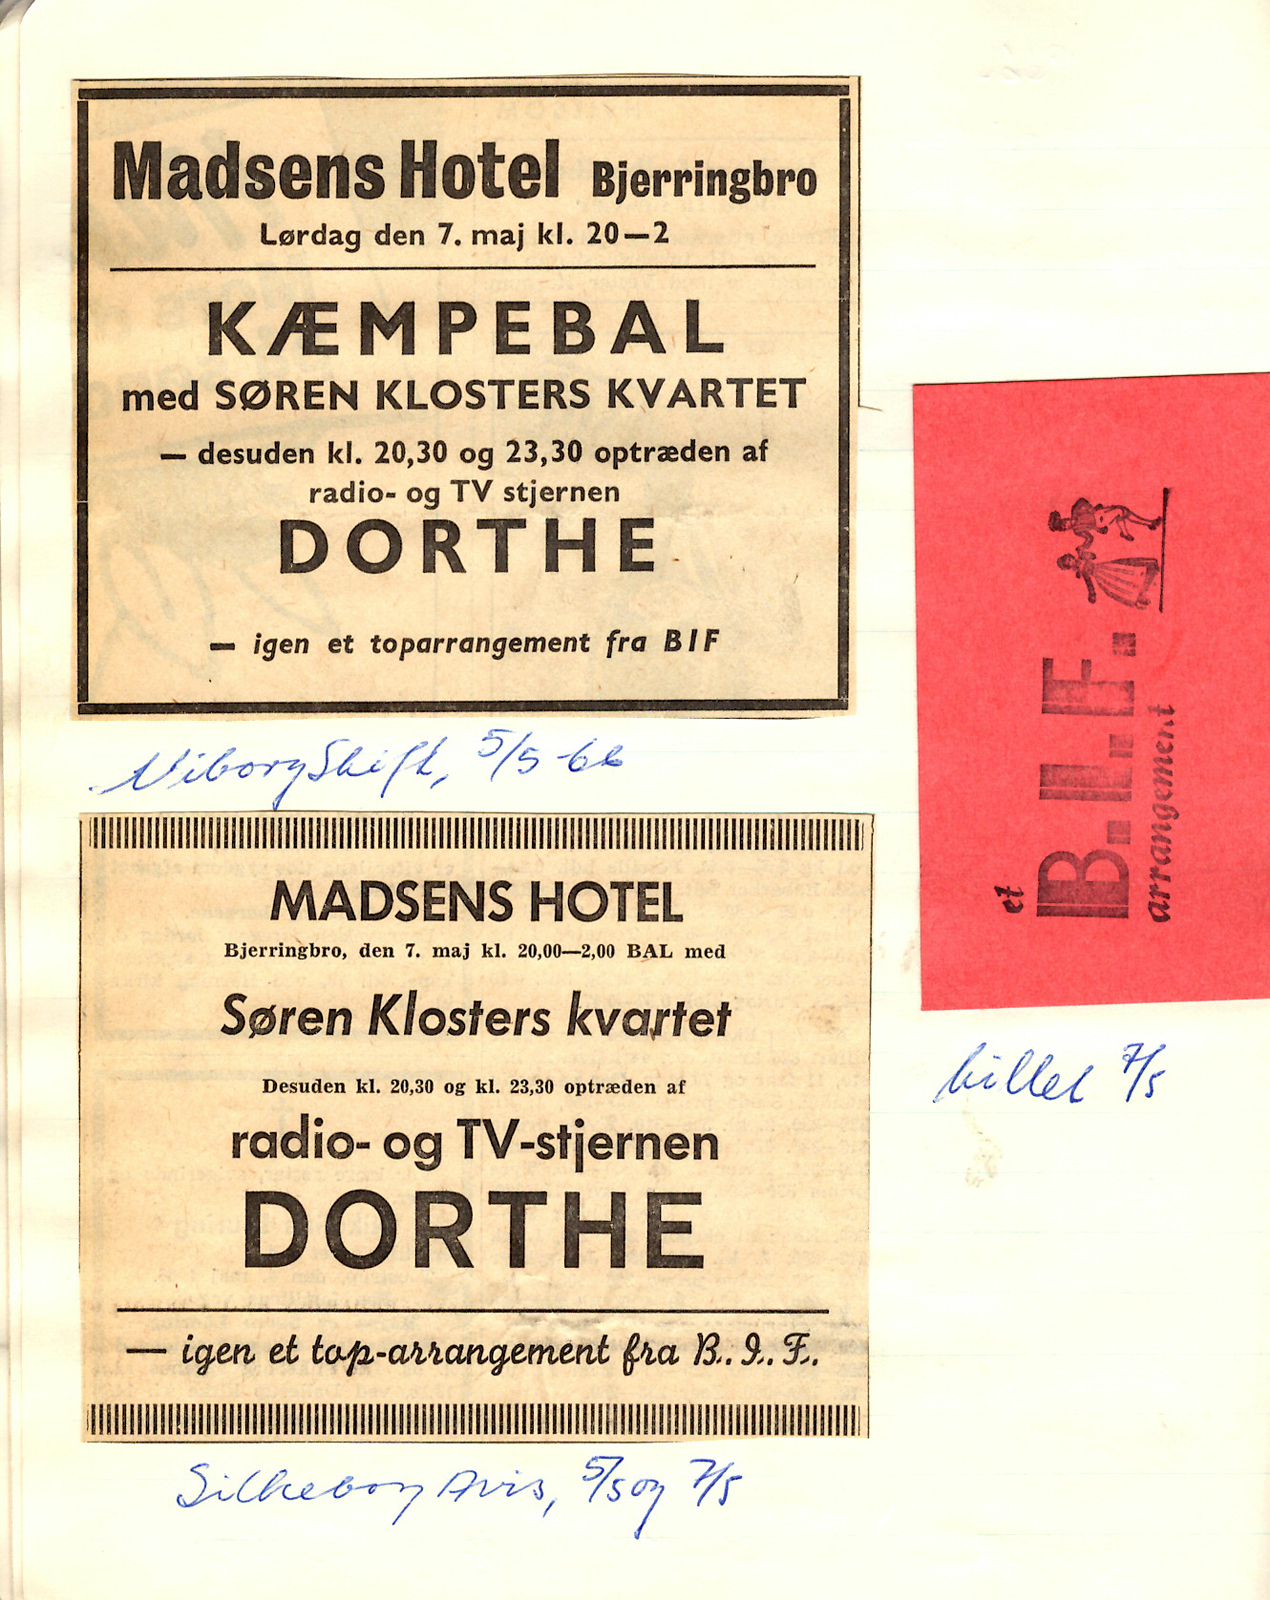 Madsens Hotel Bjerringbro
Lørdag den 7. maj kl. 20—2
KÆMPEBAL
med SØREN KLOSTERS KVARTET
— desuden kl. 20,30 og 23,30 optræden af
radio- og TV stjernen
DORTHE
— igen et toparrangement fra BIF
Viborg Stift, 5/5-66
MADSENS HOTEL
Bjerringbro, den 7. maj kl. 20,00—2,00 BAL med
Søren Klosters kvartet
Desuden kl. 20,30 og kl. 23,30 optræden af
radio- og TV-stjernen
DORTHE
— igen et top-arrangement fra B.. I.. F..
Silkeborg Avis, 5/5 og 7/5
et
B.I.F.
arrangement
billet 7/5